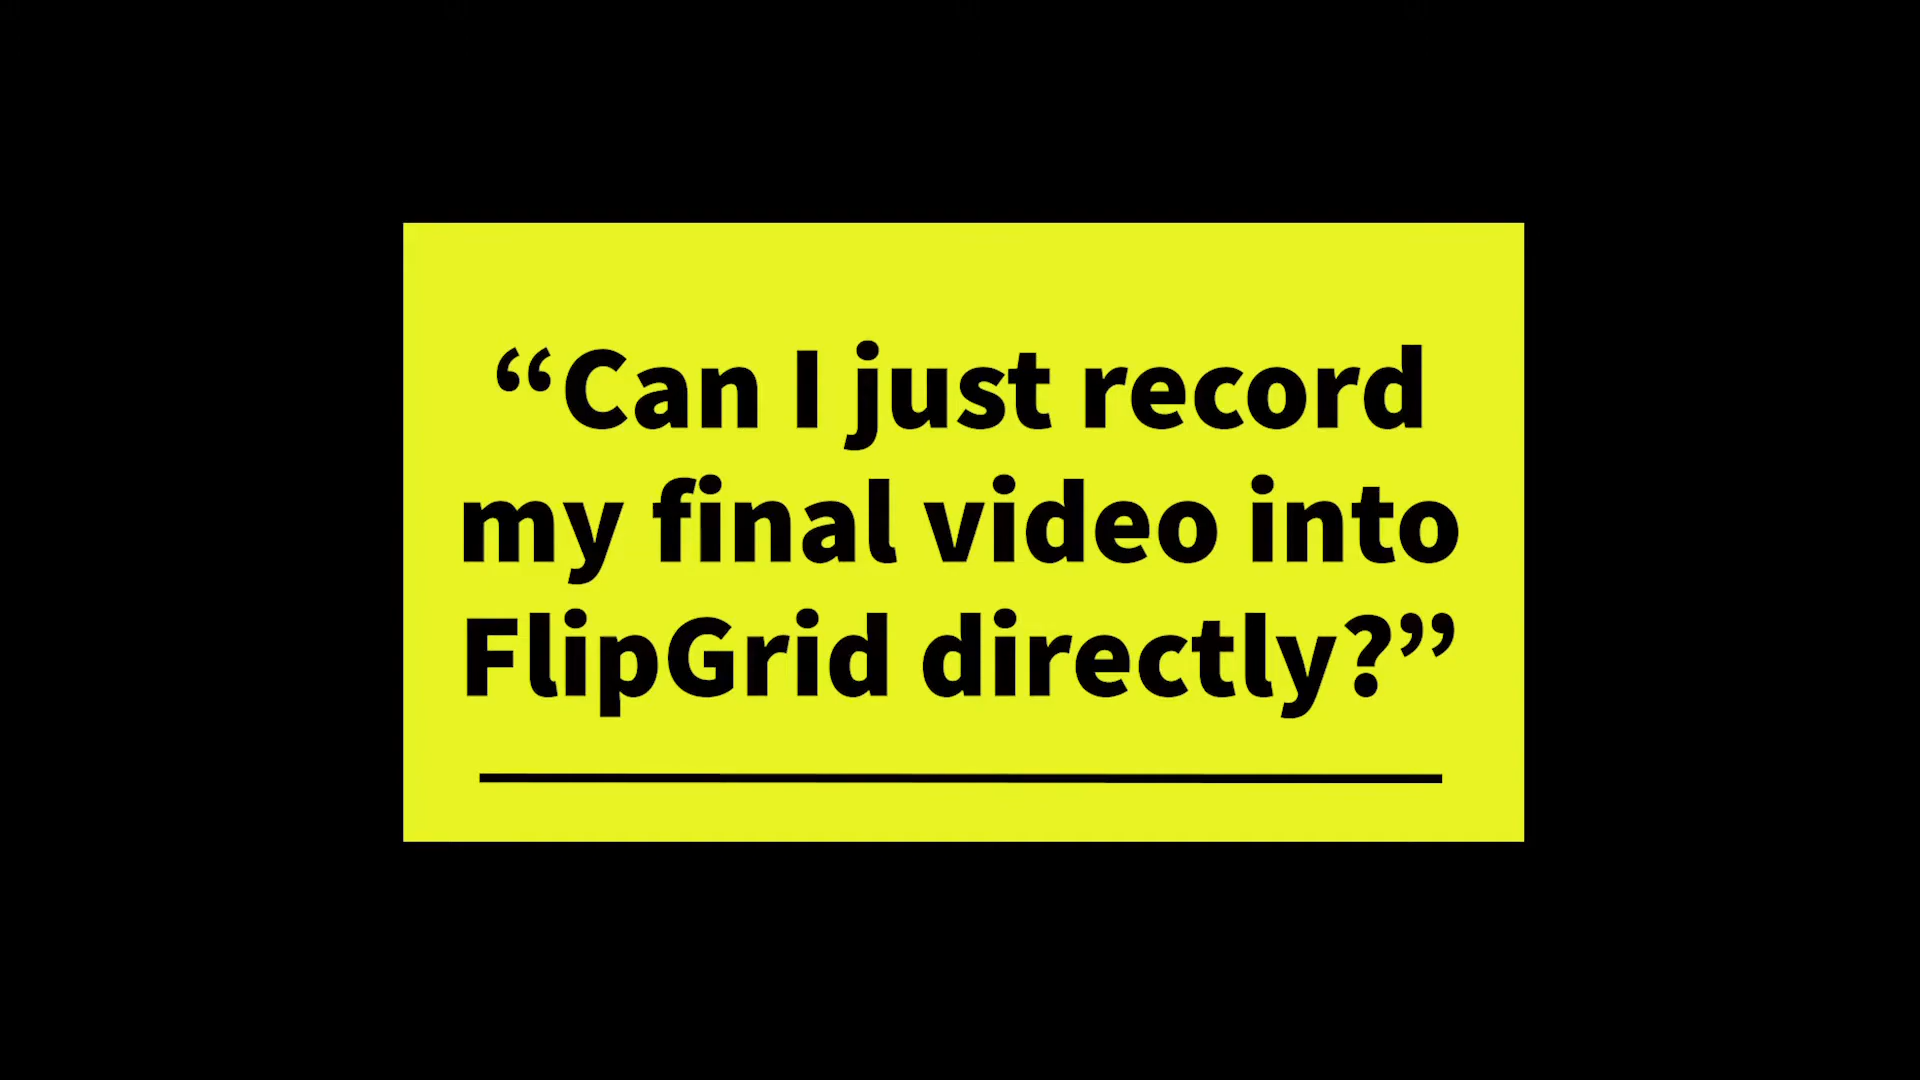 “Can I just record
my final video into
FlipGrid directly?”